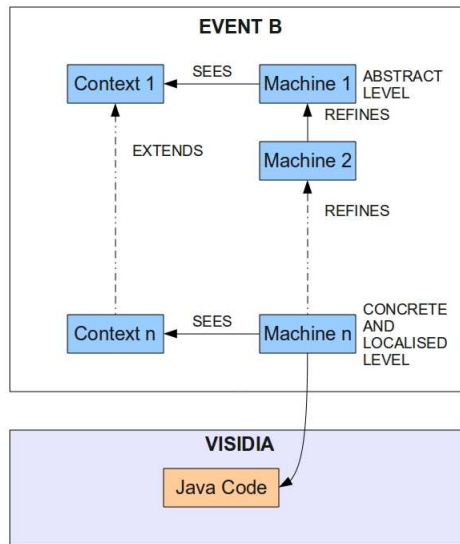 EVENT B
Context 1
SEES
Machine 1
ABSTRACT
LEVEL
REFINES
EXTENDS
Machine 2
REFINES
Context n
SEES
Machine n
CONCRETE
AND
LOCALISED
LEVEL
VISIDIA
Java Code